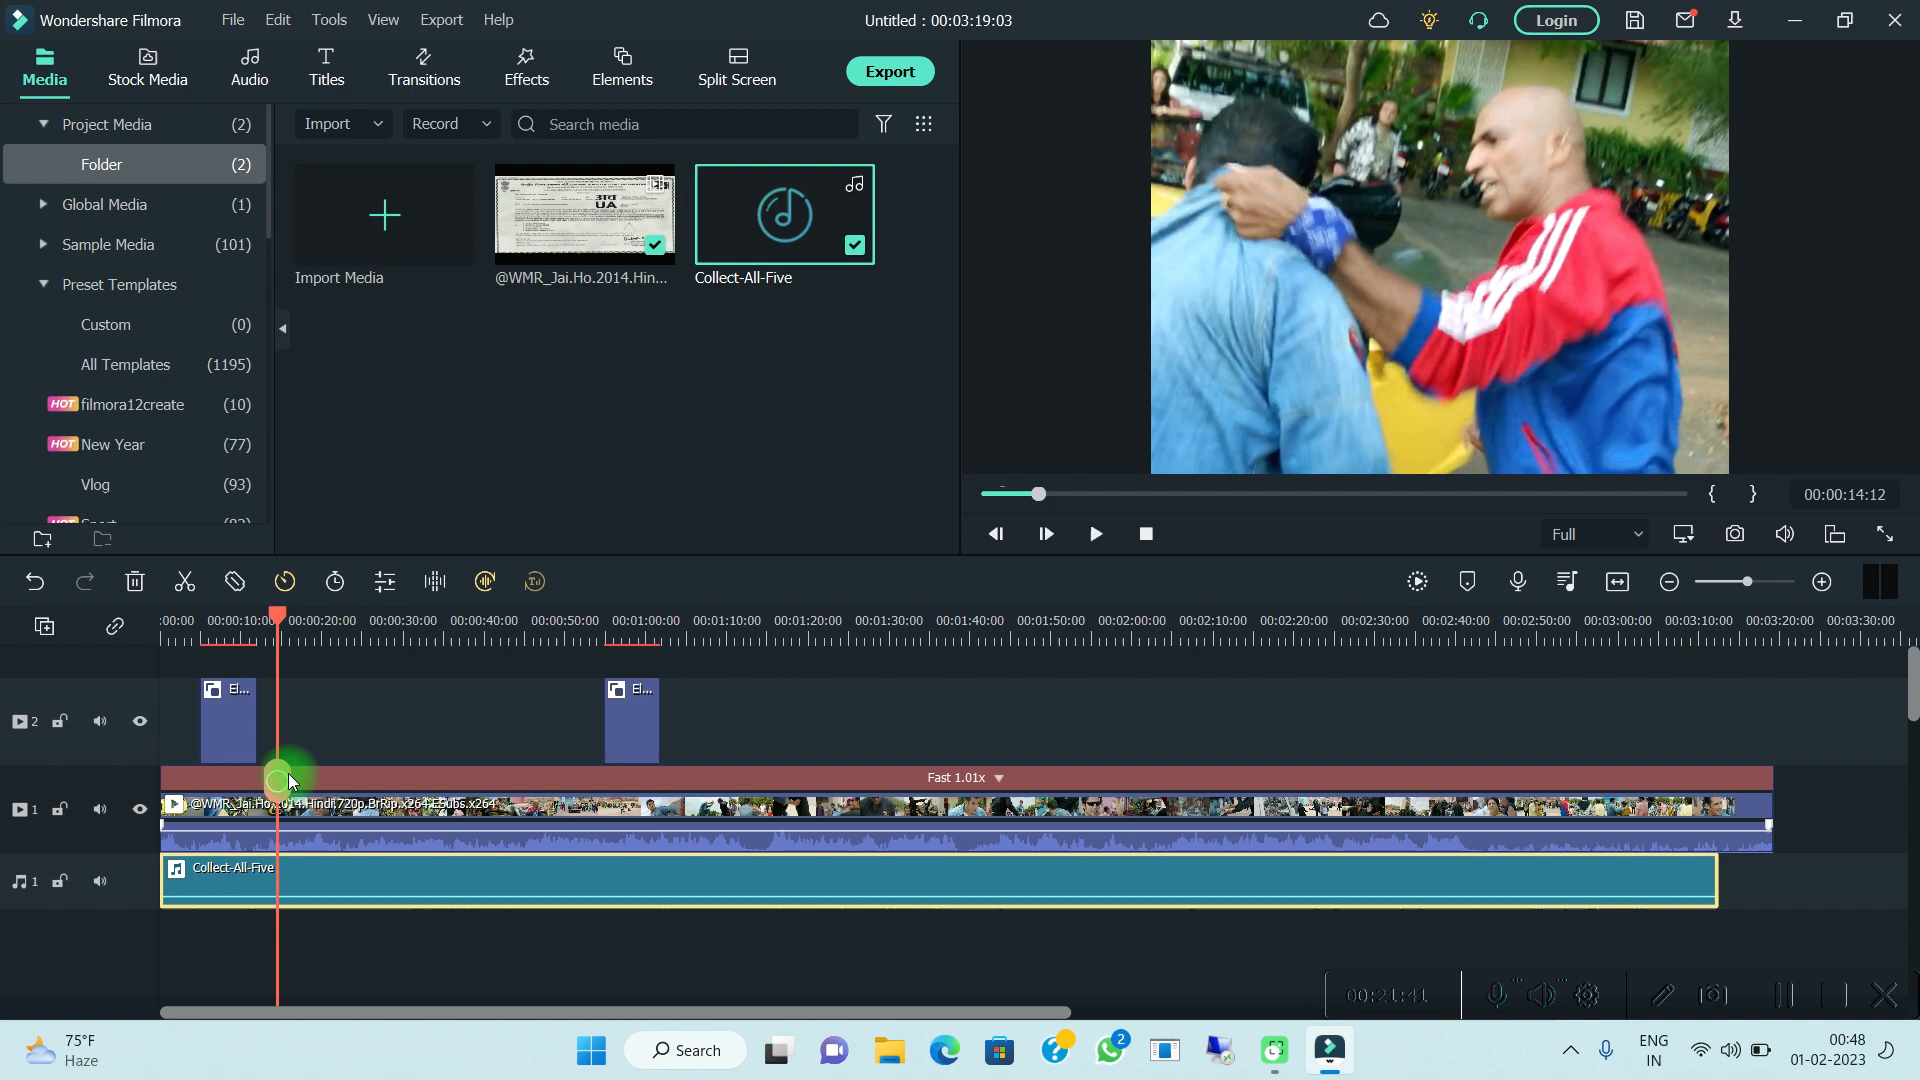 Wondershare Filmora
File Edit Tools View Export Help
Untitled : 00:03:19:03
Login
Media
Stock Media
Audio
Titles
Transitions
Effects
Elements
Split Screen
Export
Project Media (2)
Import
Record
Search media
Folder (2)
Global Media (1)
Sample Media (101)
Preset Templates
Custom (0)
All Templates (1195)
HOT filmora12create (10)
HOT New Year (77)
Vlog (93)
Import Media
UA
@WMR_Jai.Ho.2014.Hin...
Collect-All-Five
00:00:14:12
Full
:00:00 00:00:10:00 00:00:20:00 00:00:30:00 00:00:40:00 00:00:50:00 00:01:00:00 00:01:10:00 00:01:20:00 00:01:30:00 00:01:40:00 00:01:50:00 00:02:00:00 00:02:10:00 00:02:20:00 00:02:30:00 00:02:40:00 00:02:50:00 00:03:00:00 00:03:10:00 00:03:20:00 00:03:30:00
El...
El...
2
Fast 1.01x
1
@WMR_Jai.Ho.2014.Hindi.720p.BrRip.x264.ESubs.x264
1
Collect-All-Five
00:21:41
75°F
Haze
Search
2
ENG
IN
00:48
01-02-2023